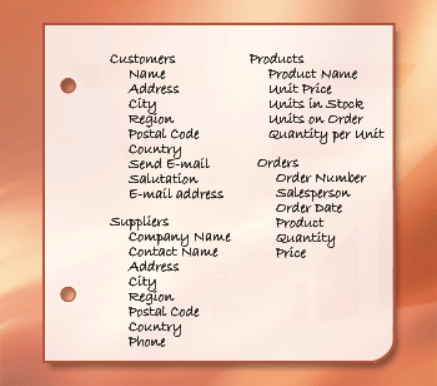 Customers
Name
Address
City
Region
Postal Code
Country
Send E-mail
Salutation
E-mail address
Suppliers
Company Name
Contact Name
Address
City
Region
Postal Code
Country
Phone
Products
Product Name
Unit Price
Units in Stock
Units on Order
Quantity per Unit
Orders
Order Number
Salesperson
Order Date
Product
Quantity
Price